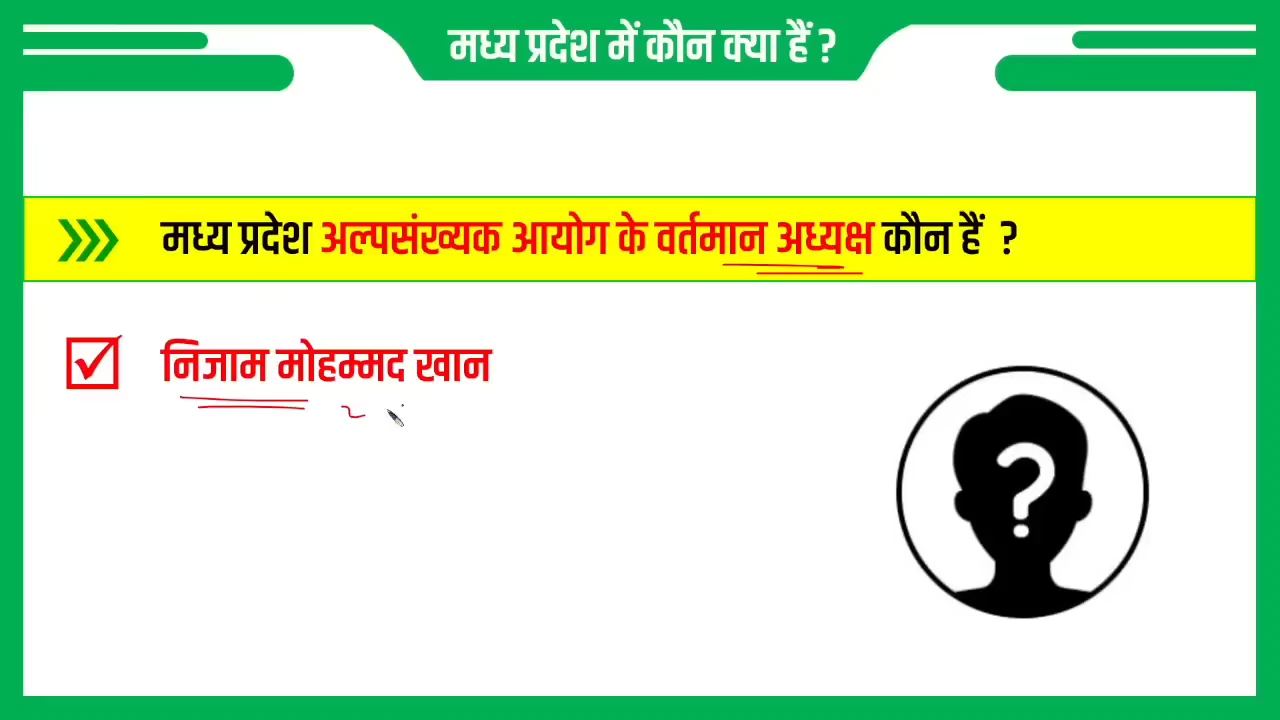 मध्य प्रदेश में कौन क्या हैं ?
मध्य प्रदेश अल्पसंख्यक आयोग के वर्तमान अध्यक्ष कौन हैं ?
निजाम मोहम्मद खान
?